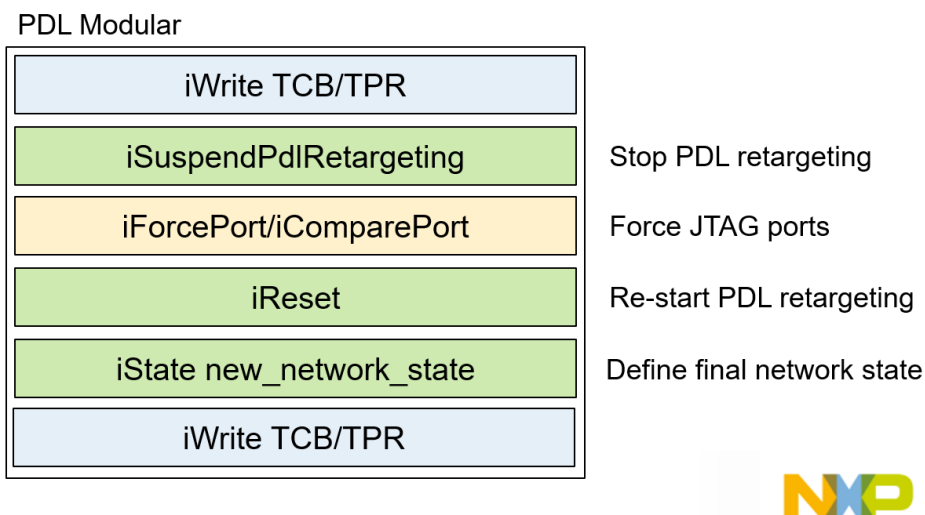 PDL Modular
iWrite TCB/TPR
iSuspendPdlRetargeting
Stop PDL retargeting
iForcePort/iComparePort
Force JTAG ports
iReset
Re-start PDL retargeting
iState new_network_state
Define final network state
iWrite TCB/TPR
NXP